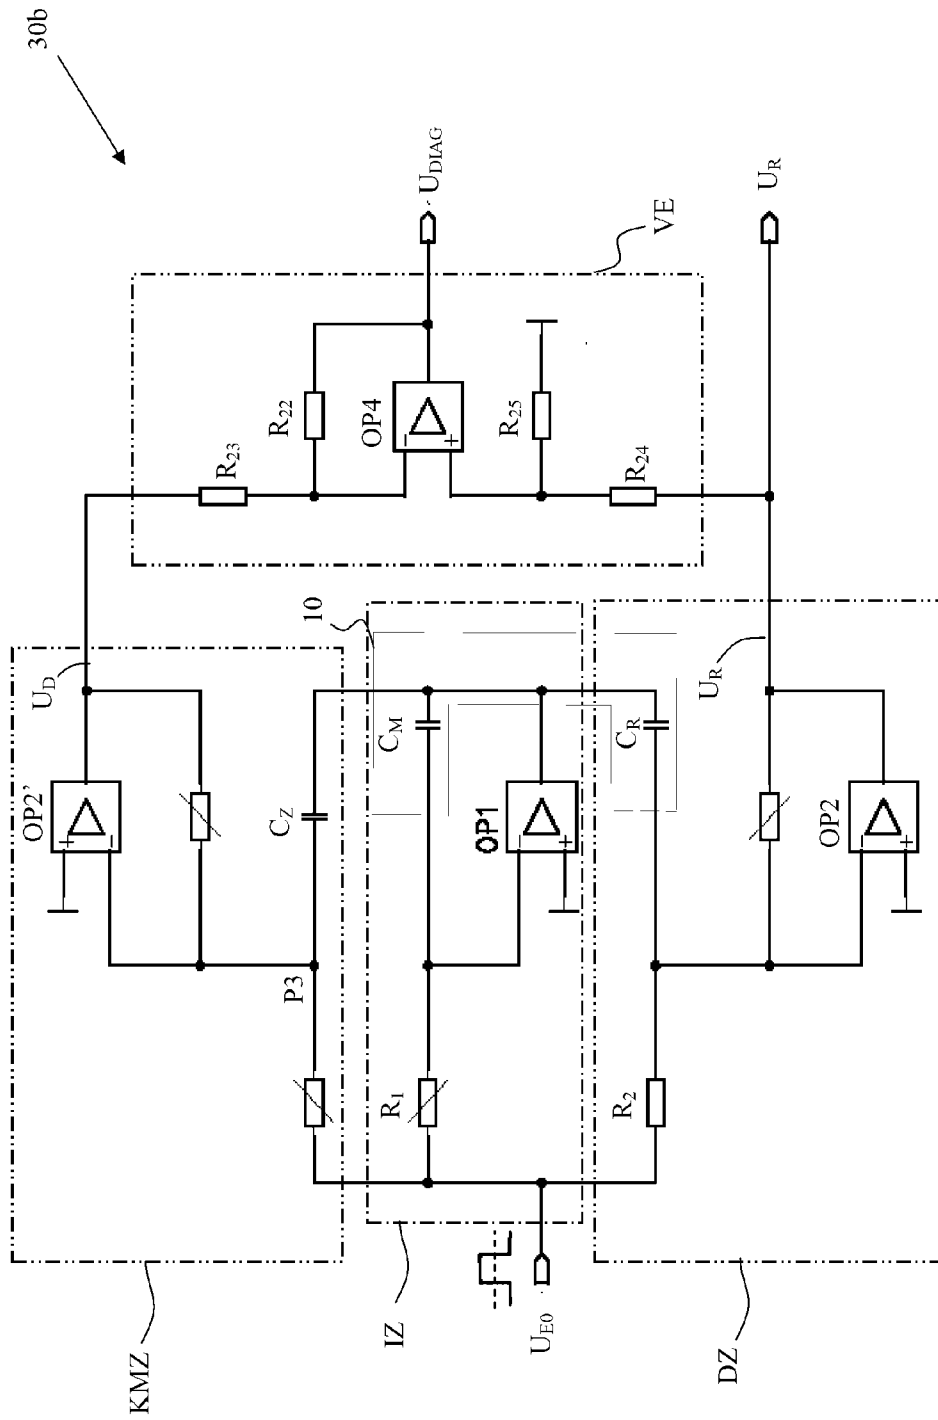 30b
U_DIAG
U_R
VE
R_22
OP4
R_25
R_23
R_24
10
U_D
U_R
OP2’
C_Z
C_M
OP1
C_R
OP2
P3
R_1
R_2
KMZ
IZ
U_E0
DZ
+
−
−
+
−
+
−
+